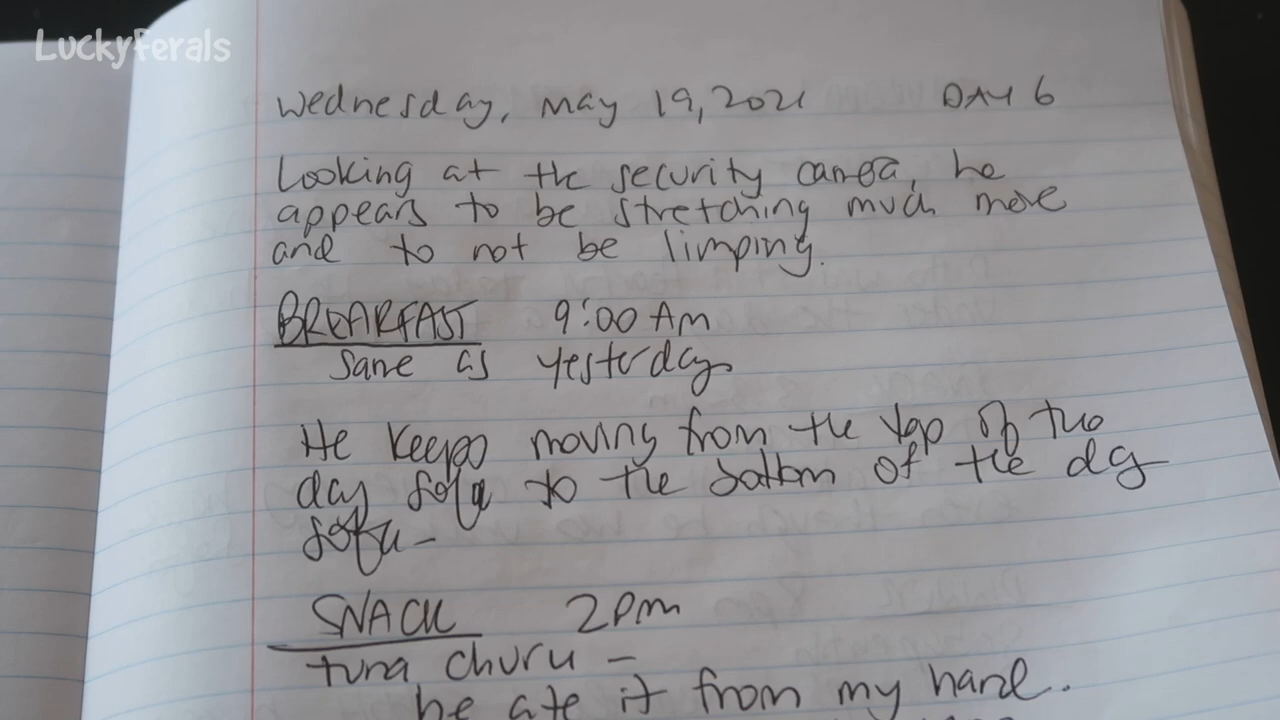 LuckyFerals
Wednesday, May 19, 2021 DAY 6
Looking at the security camera, he
appears to be stretching much more
and to not be limping.
BREAKFAST 9:00 AM
Same as yesterday
He keeps moving from the top of the
day sofa to the bottom of the day
sofa-
SNACK 2pm
tuna churu -
he ate it from my hand.